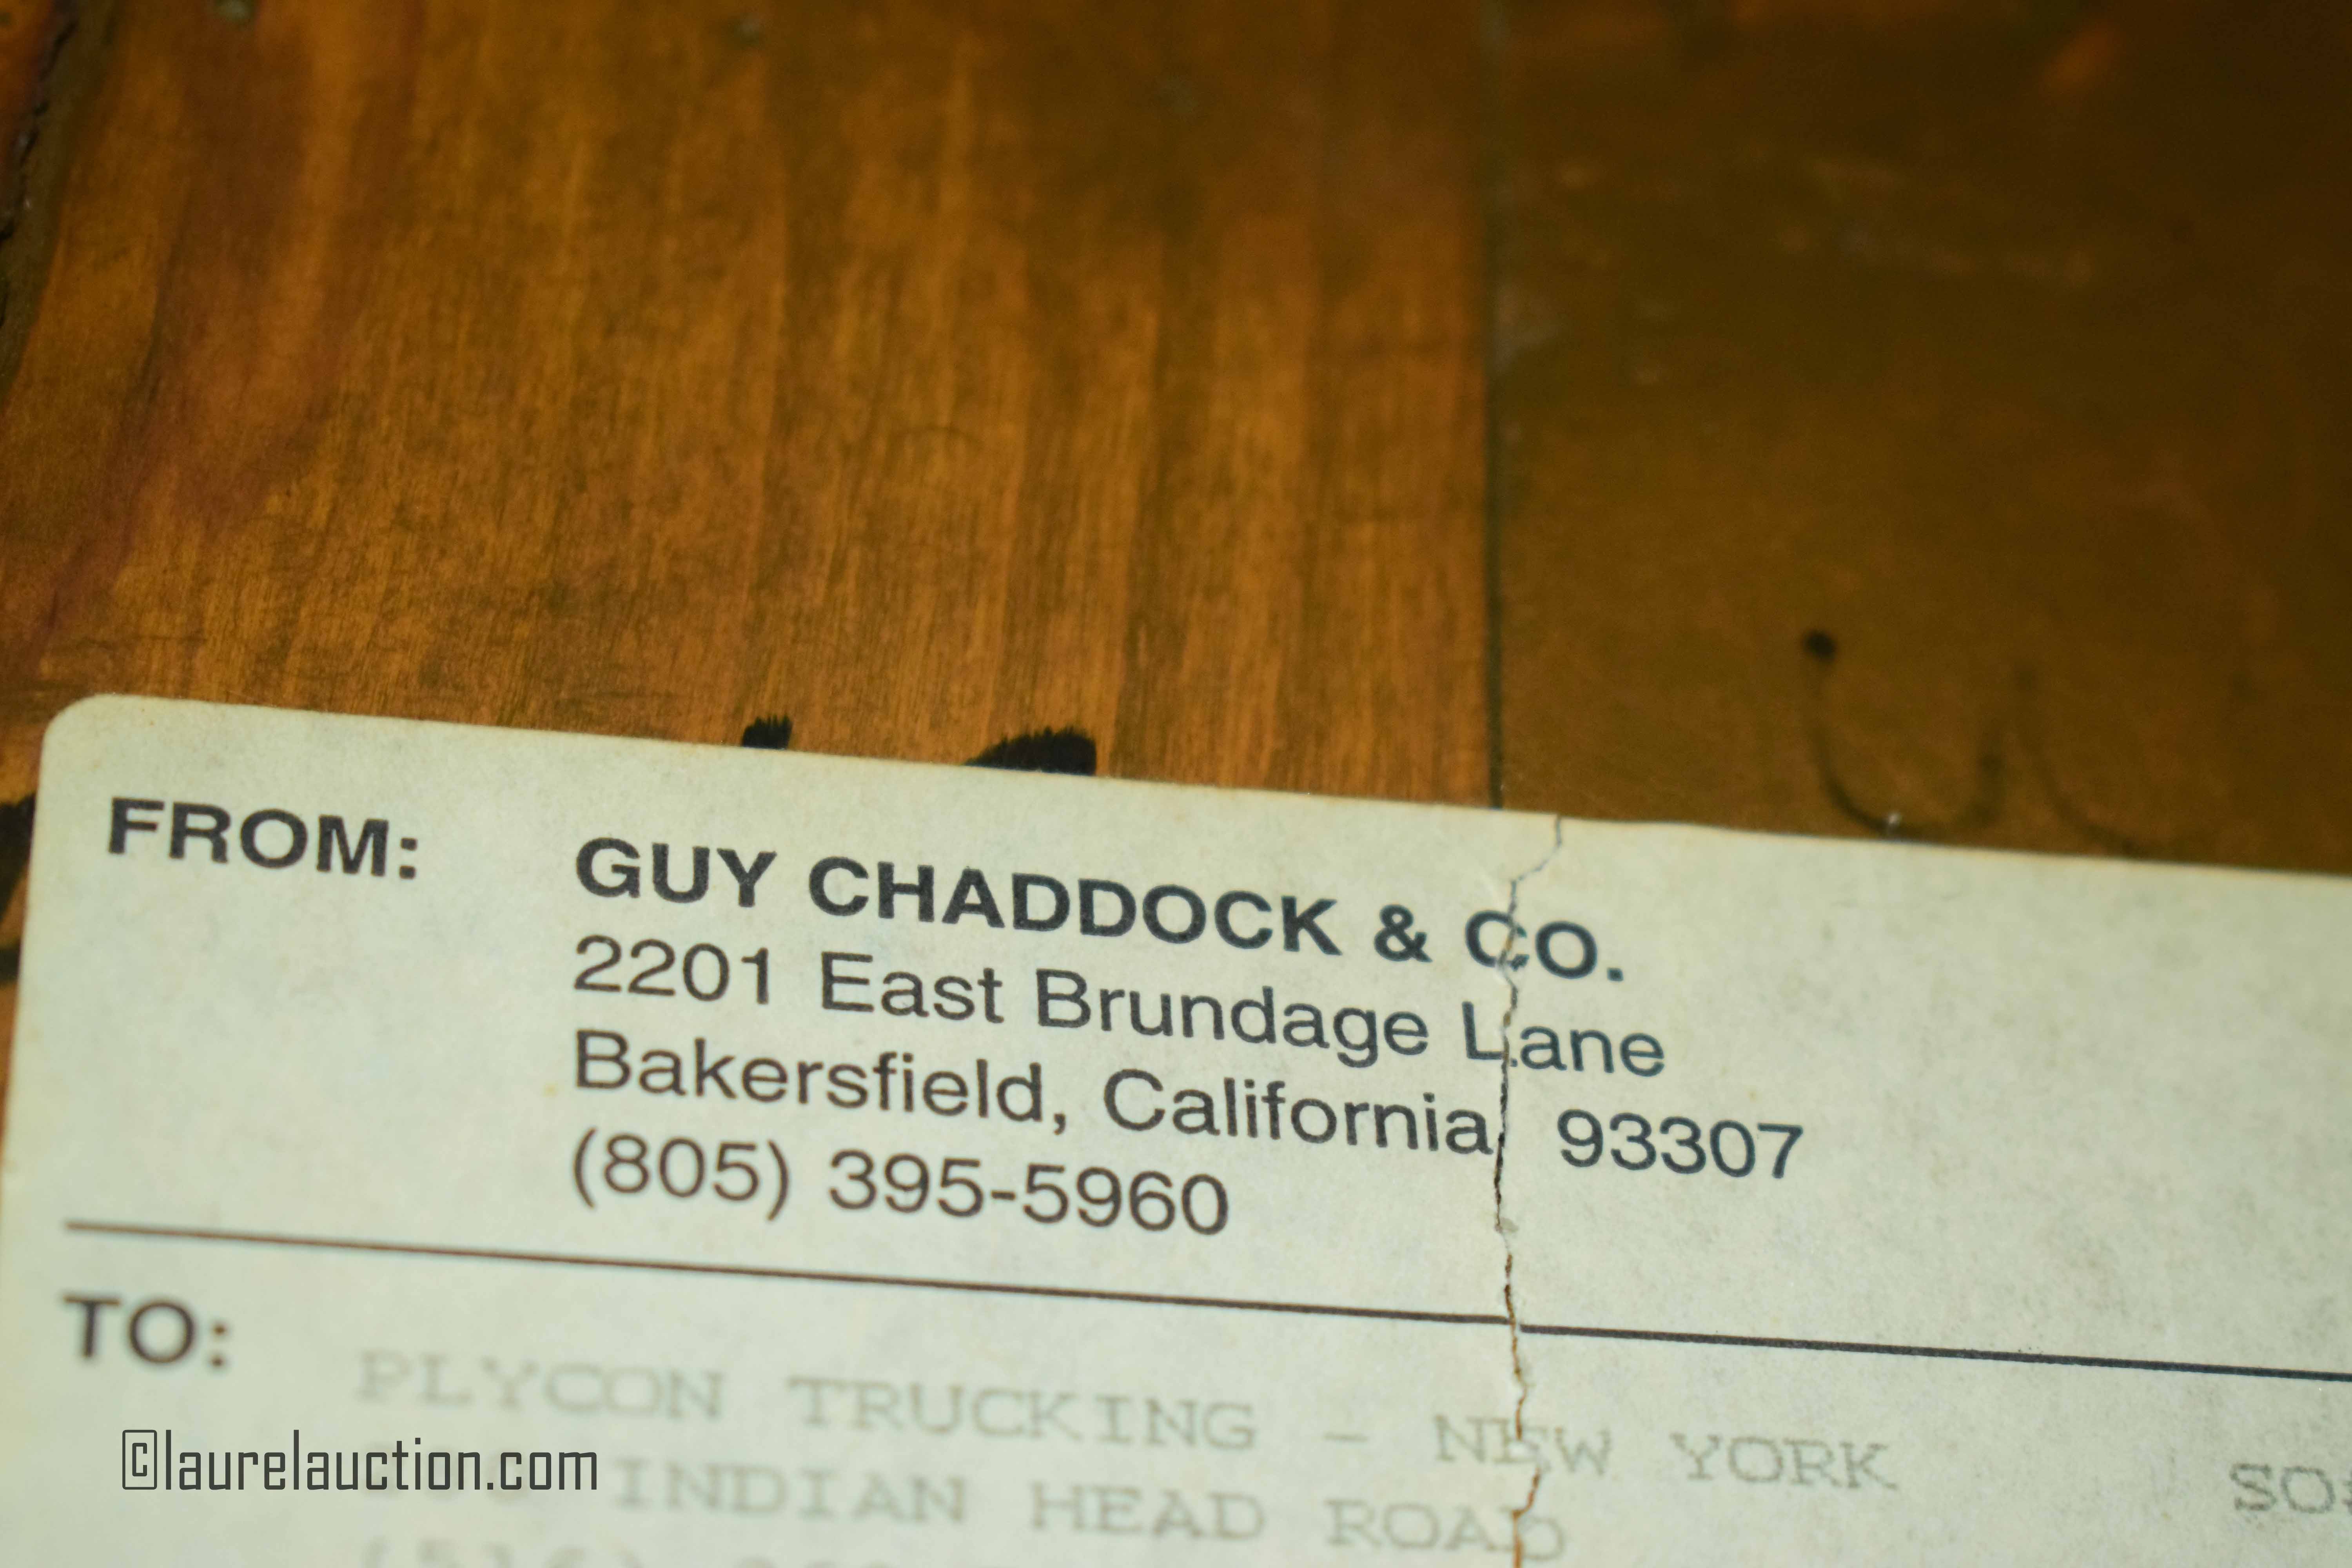 FROM: GUY CHADDOCK & CO.
2201 East Brundage Lane
Bakersfield, California 93307
(805) 395-5960
TO: PLYCON TRUCKING - NEW YORK
INDIAN HEAD ROAD
©laurelauction.com